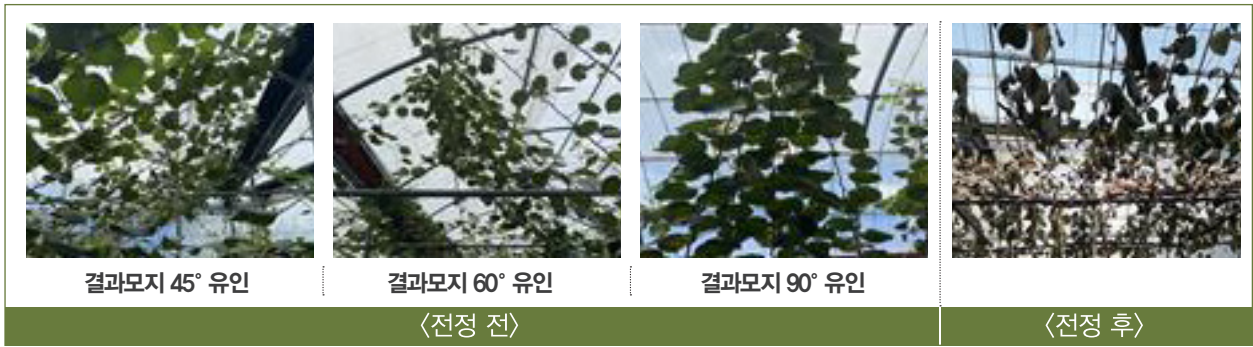 결과모지 45° 유인
결과모지 60° 유인
결과모지 90° 유인
〈전정 전〉
〈전정 후〉